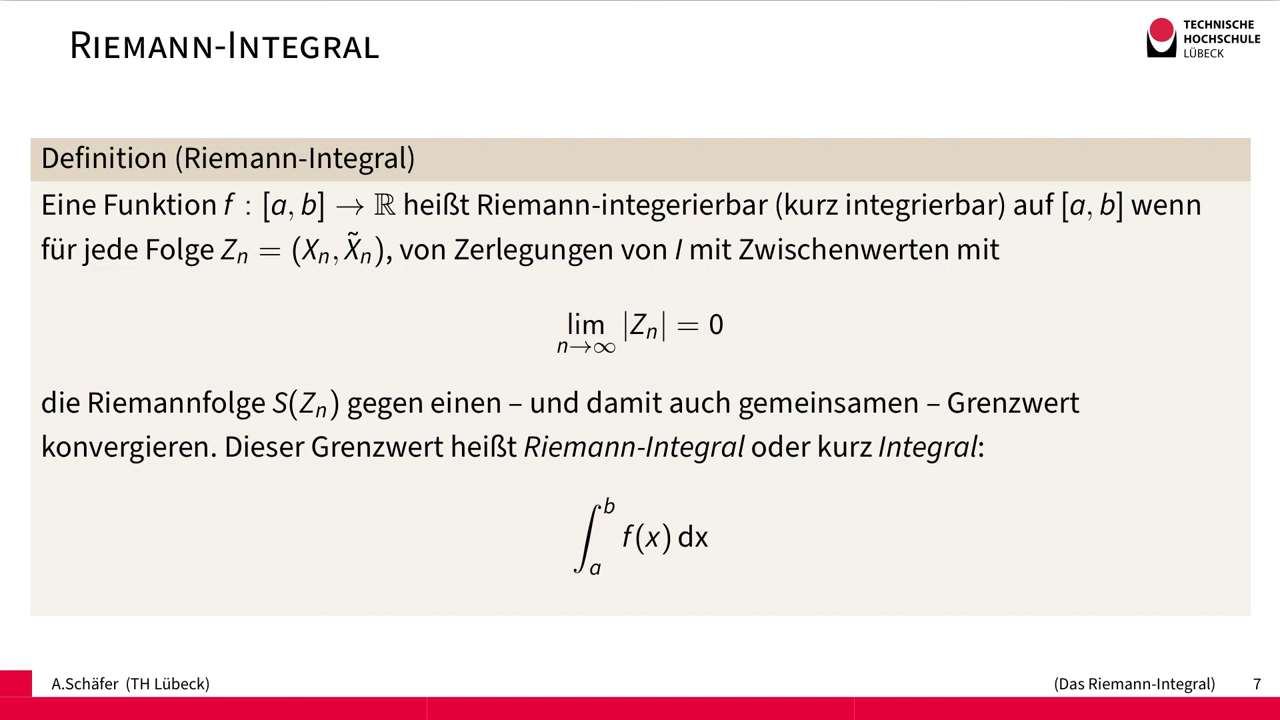 RIEMANN-INTEGRAL
TECHNISCHE
HOCHSCHULE
LÜBECK
Definition (Riemann-Integral)
Eine Funktion f : [a, b] → ℝ heißt Riemann-integerierbar (kurz integrierbar) auf [a, b] wenn
für jede Folge Zₙ = (Xₙ, X̃ₙ), von Zerlegungen von I mit Zwischenwerten mit
lim_{n→∞} |Zₙ| = 0
die Riemannfolge S(Zₙ) gegen einen – und damit auch gemeinsamen – Grenzwert
konvergieren. Dieser Grenzwert heißt Riemann-Integral oder kurz Integral:
∫_a^b f(x) dx
A.Schäfer (TH Lübeck) (Das Riemann-Integral) 7